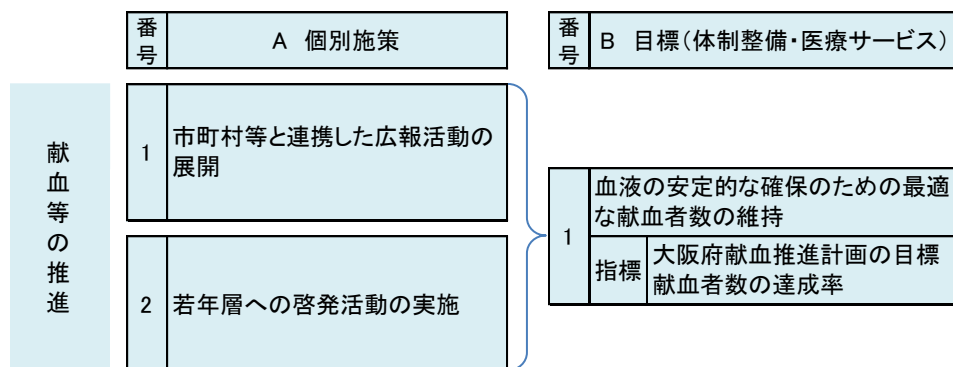 番号 A 個別施策
番号 B 目標（体制整備・医療サービス）
献血等の推進
1 市町村等と連携した広報活動の
展開
2 若年層への啓発活動の実施
1 血液の安定的な確保のための最適
な献血者数の維持
指標 大阪府献血推進計画の目標
献血者数の達成率